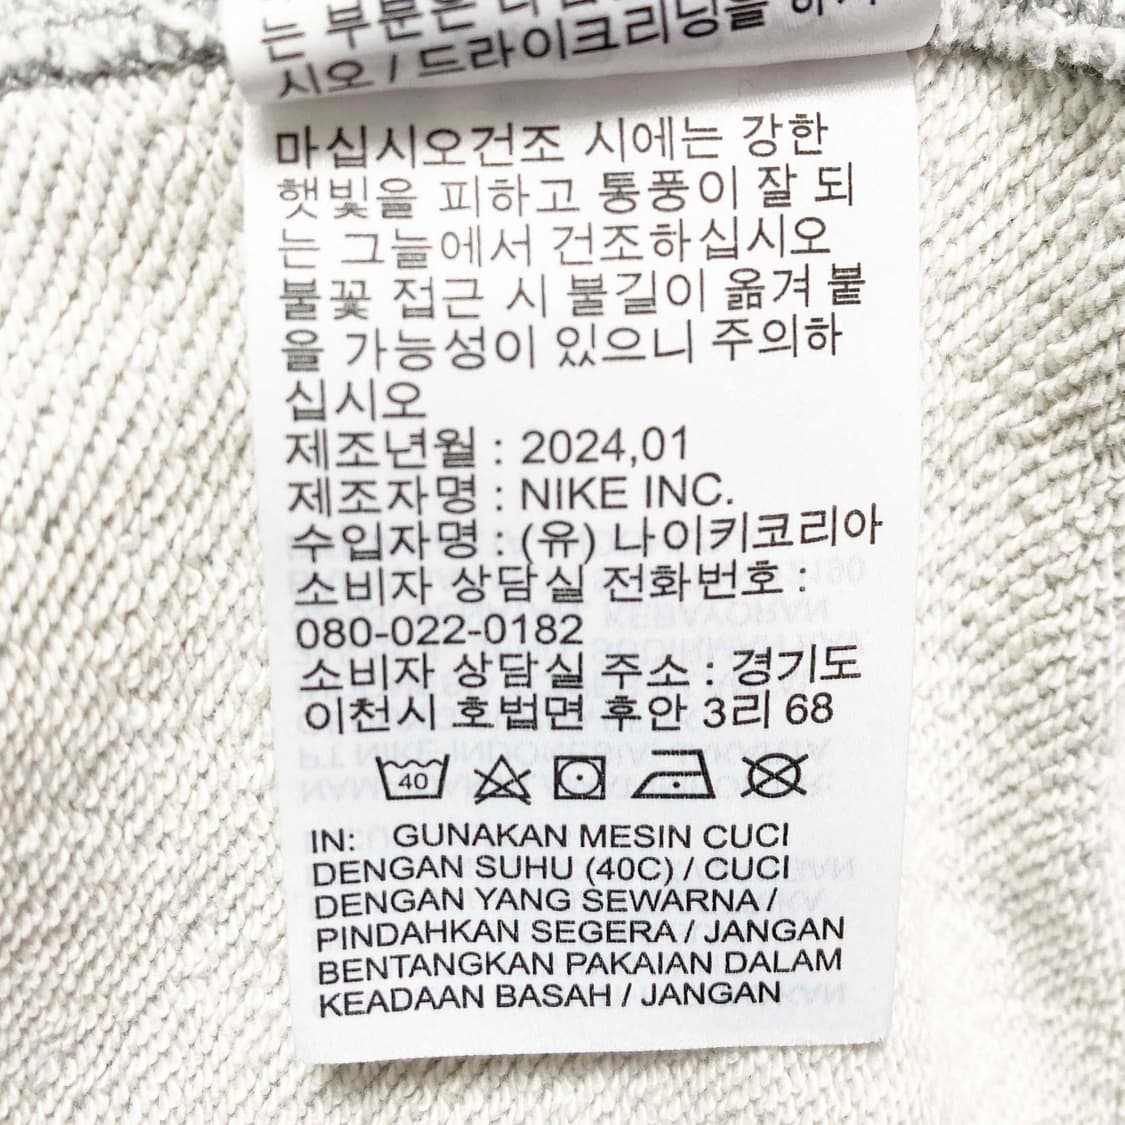 는 부분은
시오 / 드라이크리닝을 하지
마십시오건조 시에는 강한
햇빛을 피하고 통풍이 잘 되
는 그늘에서 건조하십시오
불꽃 접근 시 불길이 옮겨 붙
을 가능성이 있으니 주의하
십시오
제조년월 : 2024,01
제조자명 : NIKE INC.
수입자명 : (유) 나이키코리아
소비자 상담실 전화번호 :
080-022-0182
소비자 상담실 주소 : 경기도
이천시 호법면 후안 3리 68
40
IN: GUNAKAN MESIN CUCI
DENGAN SUHU (40C) / CUCI
DENGAN YANG SEWARNA /
PINDAHKAN SEGERA / JANGAN
BENTANGKAN PAKAIAN DALAM
KEADAAN BASAH / JANGAN